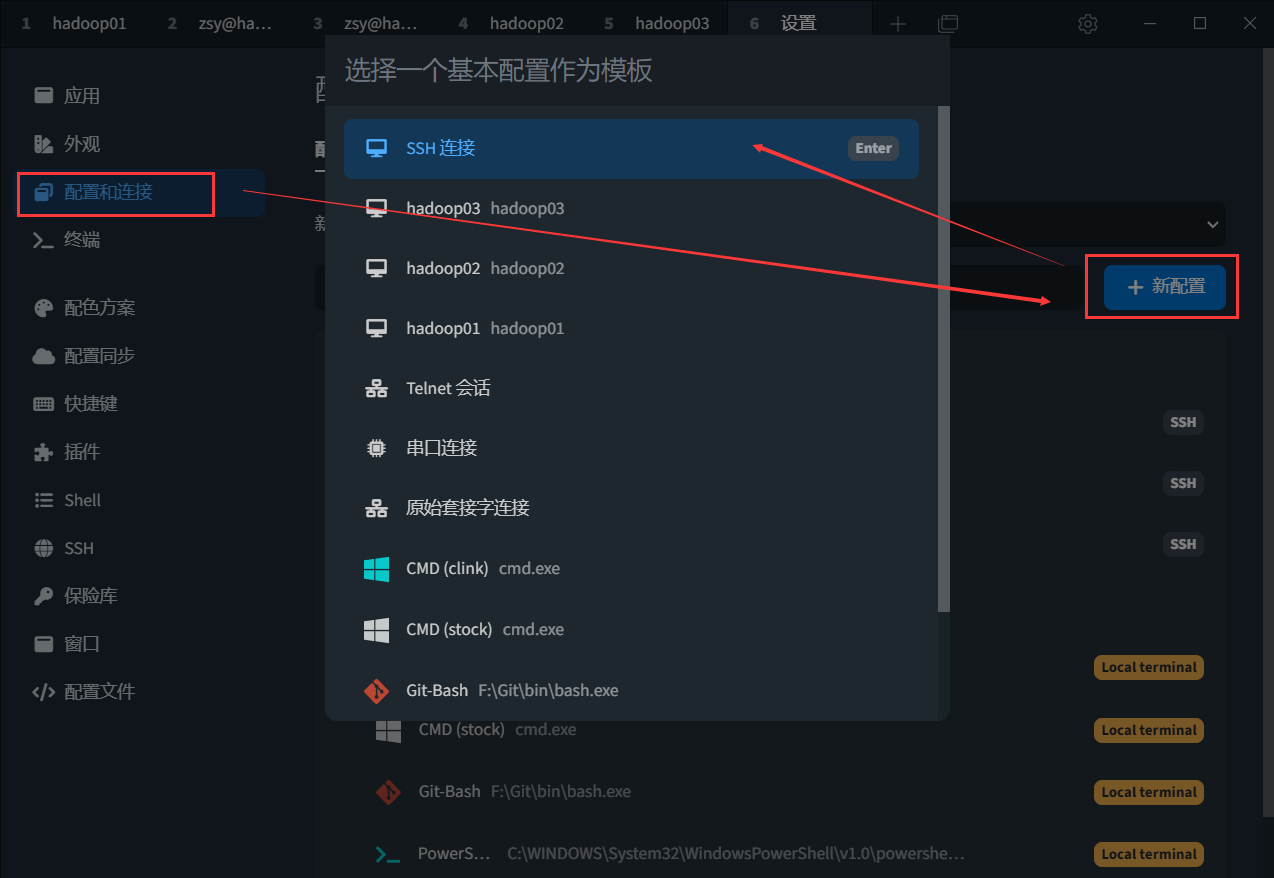 1 hadoop01 2 zsy@ha... 3 zsy@ha... 4 hadoop02 5 hadoop03 6 设置
选择一个基本配置作为模板
应用
外观
配置和连接
终端
配色方案
配置同步
快捷键
插件
Shell
SSH
保险库
窗口
配置文件
SSH 连接 Enter
hadoop03 hadoop03
hadoop02 hadoop02
hadoop01 hadoop01
Telnet 会话
串口连接
原始套接字连接
CMD (clink) cmd.exe
CMD (stock) cmd.exe
Git-Bash F:\Git\bin\bash.exe
新配置
SSH
SSH
SSH
Local terminal
CMD (stock) cmd.exe Local terminal
Git-Bash F:\Git\bin\bash.exe Local terminal
PowerS... C:\WINDOWS\System32\WindowsPowerShell\v1.0\powershe... Local terminal